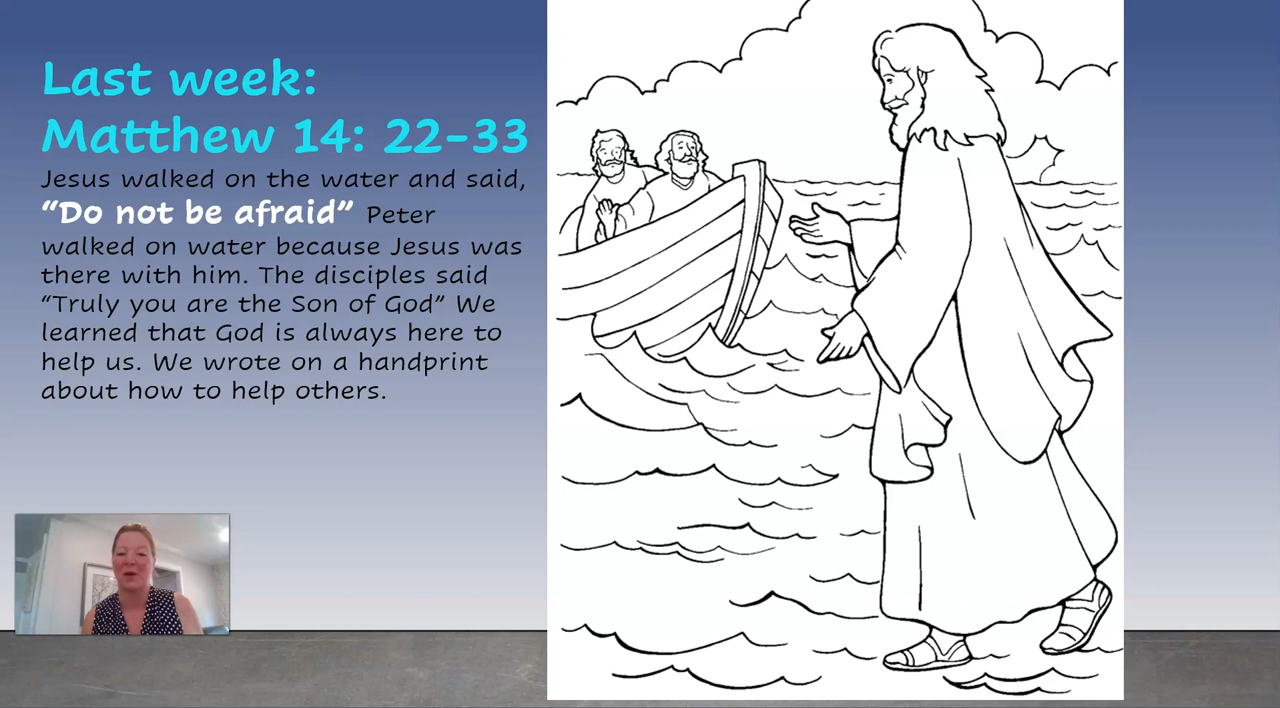 Last week:
Matthew 14: 22-33
Jesus walked on the water and said,
“Do not be afraid” Peter
walked on water because Jesus was
there with him. The disciples said
“Truly you are the Son of God” We
learned that God is always here to
help us. We wrote on a handprint
about how to help others.